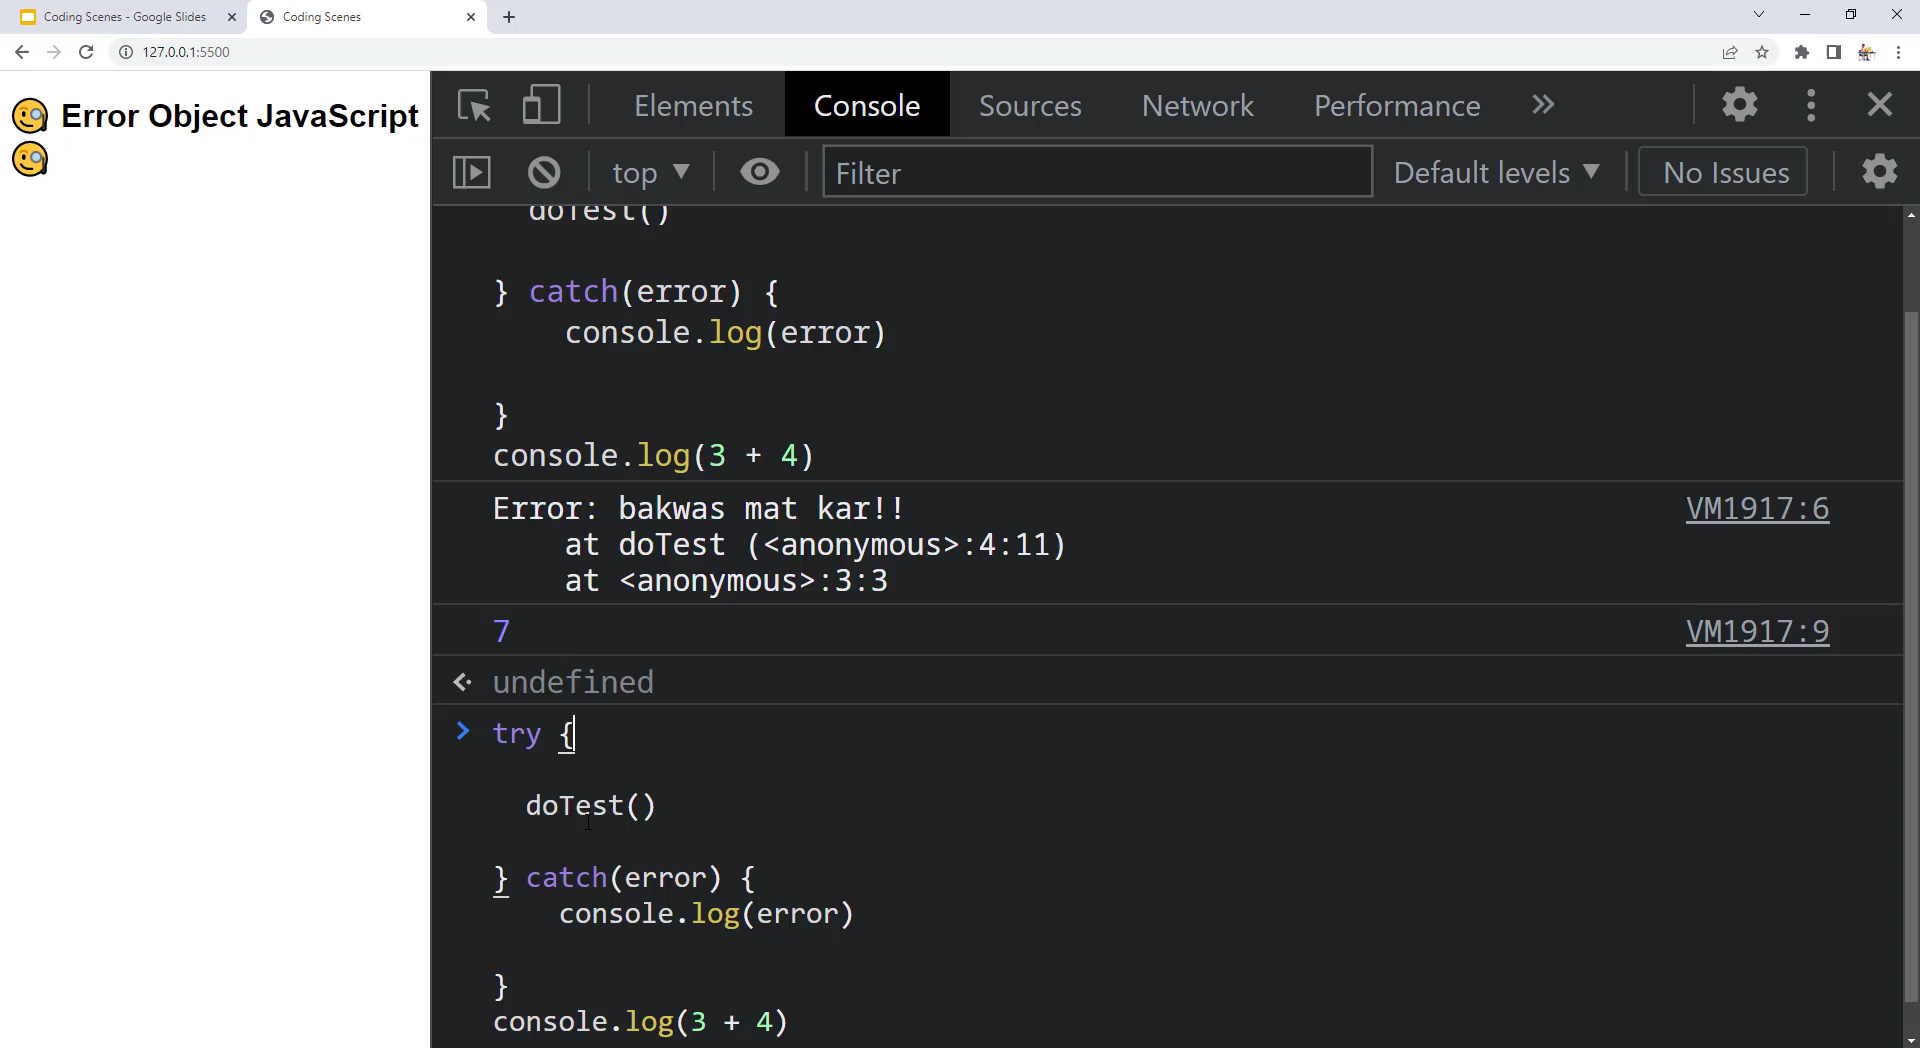 Coding Scenes - Google Slides
Coding Scenes
127.0.0.1:5500
Error Object JavaScript
Elements
Console
Sources
Network
Performance
top
Filter
Default levels
No Issues
doTest()
} catch(error) {
console.log(error)
}
console.log(3 + 4)
Error: bakwas mat kar!! VM1917:6
at doTest (<anonymous>:4:11)
at <anonymous>:3:3
7 VM1917:9
undefined
try {
doTest()
} catch(error) {
console.log(error)
}
console.log(3 + 4)